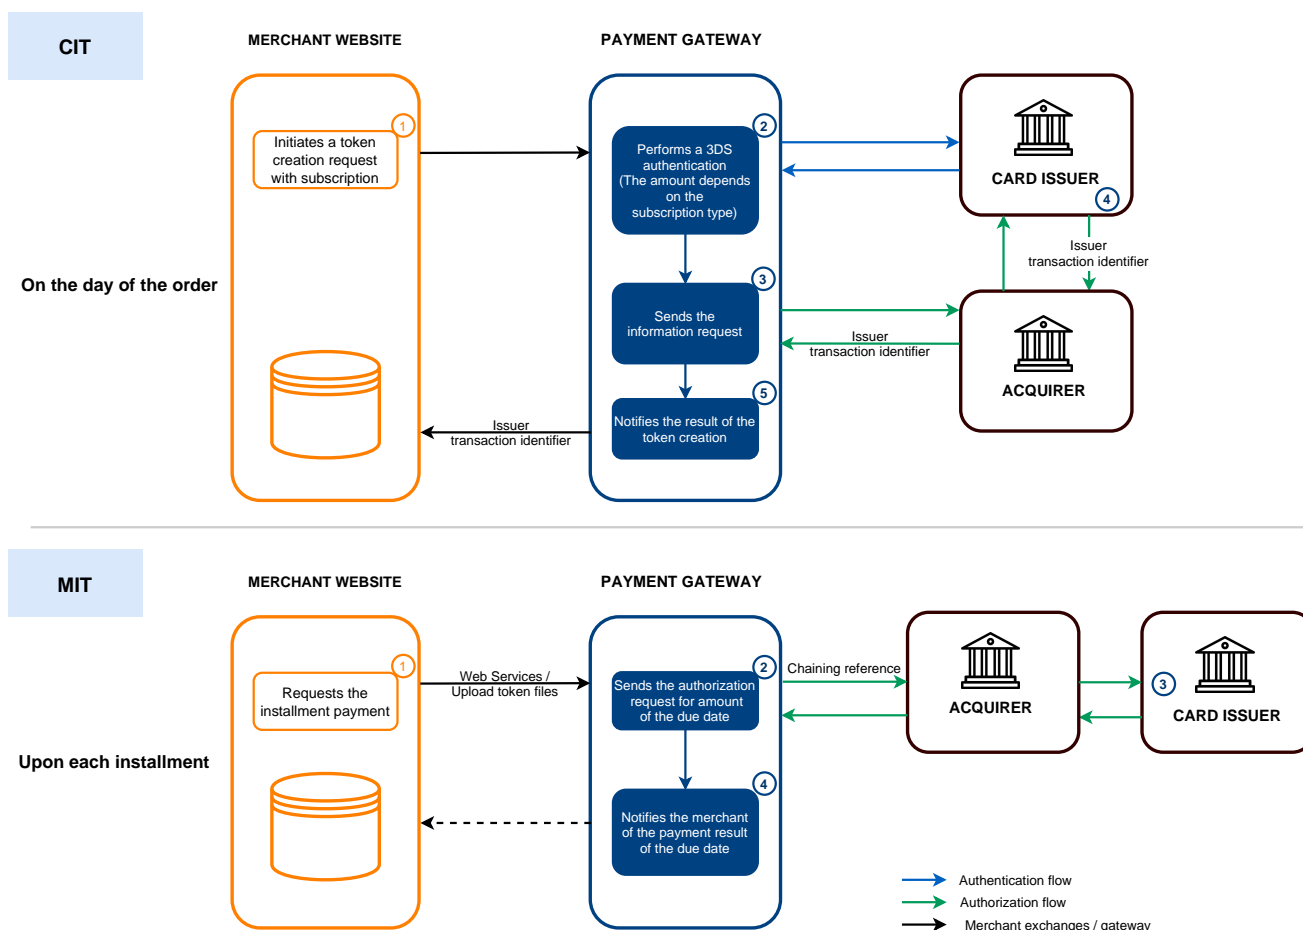 CIT
MERCHANT WEBSITE
PAYMENT GATEWAY
1
Initiates a token
creation request
with subscription
2
Performs a 3DS
authentication
(The amount depends
on the
subscription type)
CARD ISSUER
4
Issuer
transaction identifier
On the day of the order
3
Sends the
information request
Issuer
transaction identifier
ACQUIRER
5
Notifies the result of the
token creation
Issuer
transaction identifier
MIT
MERCHANT WEBSITE
PAYMENT GATEWAY
1
Requests the
installment payment
Web Services /
Upload token files
2
Sends the authorization
request for amount
of the due date
Chaining reference
ACQUIRER
3
CARD ISSUER
Upon each installment
4
Notifies the merchant
of the payment result
of the due date
Authentication flow
Authorization flow
Merchant exchanges / gateway